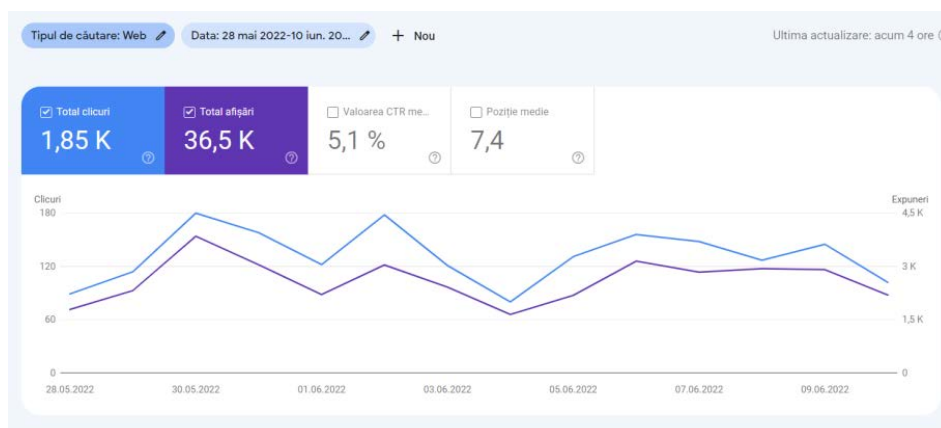 Tipul de căutare: Web
Data: 28 mai 2022-10 iun. 20...
+ Nou
Ultima actualizare: acum 4 ore
Total clicuri
1,85 K
Total afișări
36,5 K
Valoarea CTR me...
5,1 %
Poziție medie
7,4
Clicuri
Expuneri
180
4,5 K
120
3 K
60
1,5 K
0
0
28.05.2022 30.05.2022 01.06.2022 03.06.2022 05.06.2022 07.06.2022 09.06.2022